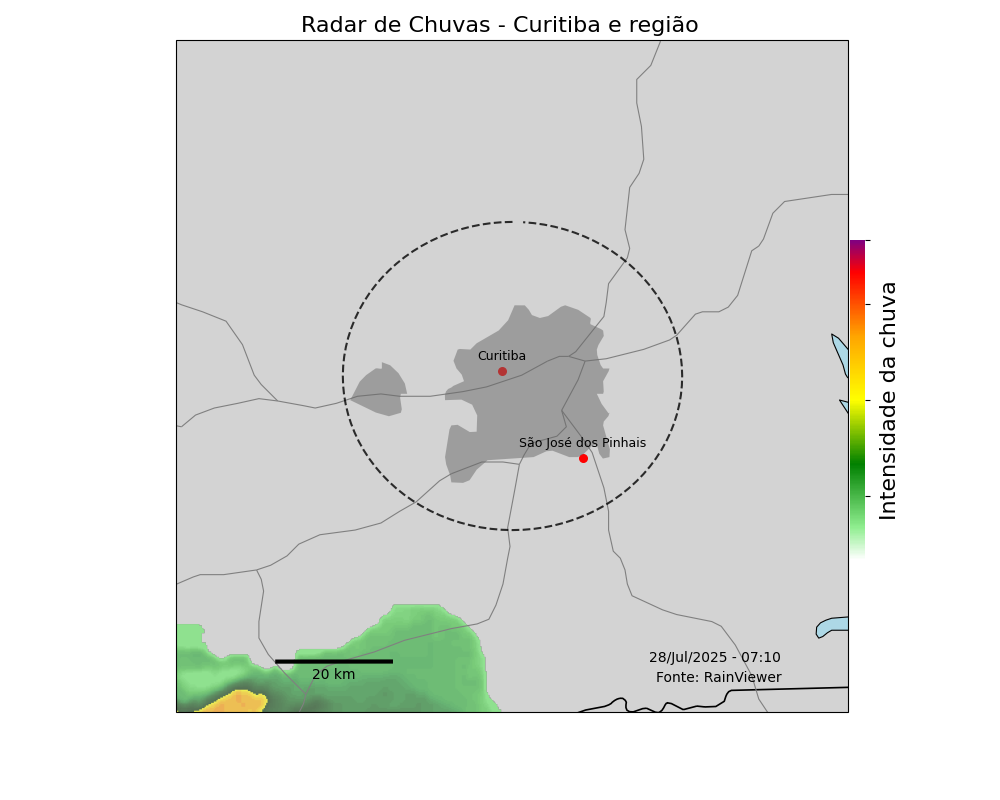 Radar de Chuvas - Curitiba e região
Curitiba
São José dos Pinhais
Intensidade da chuva
28/Jul/2025 - 07:10
Fonte: RainViewer
20 km